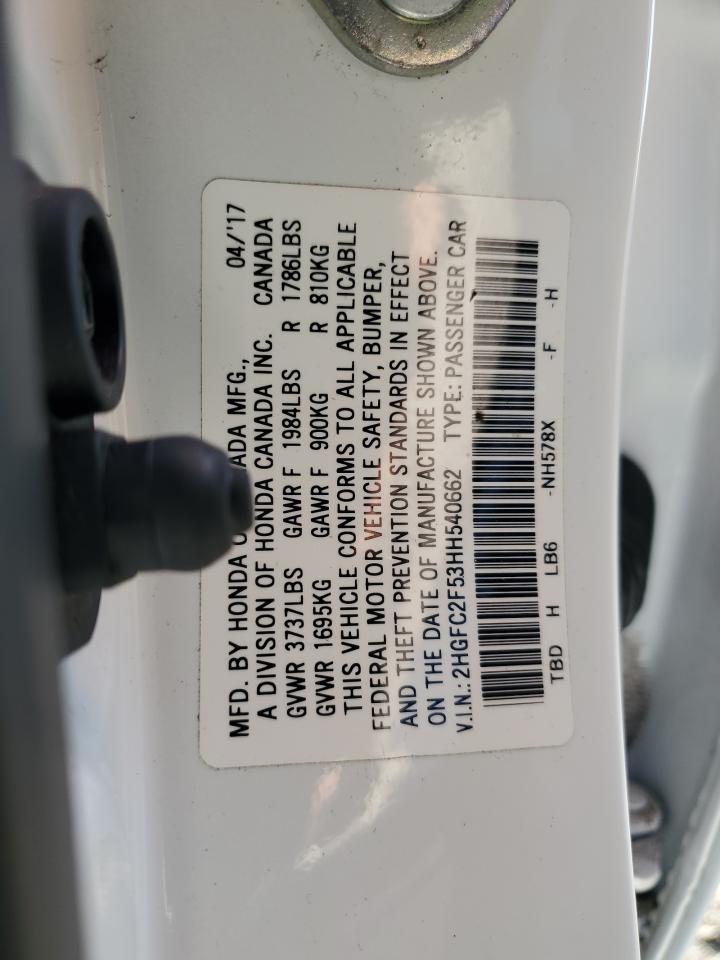 MFD. BY HONDA ADA MFG., 04/'17
A DIVISION OF HONDA CANADA INC. CANADA
GVWR 3737LBS GAWR F 1984LBS R 1786LBS
GVWR 1695KG GAWR F 900KG R 810KG
THIS VEHICLE CONFORMS TO ALL APPLICABLE
FEDERAL MOTOR VEHICLE SAFETY, BUMPER,
AND THEFT PREVENTION STANDARDS IN EFFECT
ON THE DATE OF MANUFACTURE SHOWN ABOVE.
V.I.N.: 2HGFC2F53HH540662 TYPE: PASSENGER CAR
TBD H LB6 -NH578X -F -H